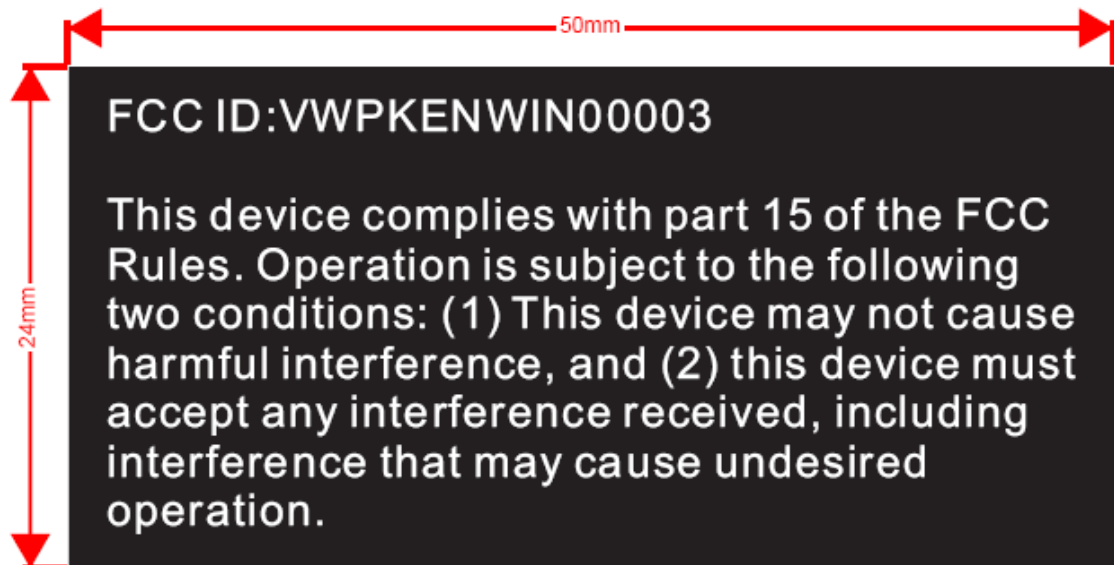 50mm
24mm
FCC ID:VWPKENWIN00003
This device complies with part 15 of the FCC
Rules. Operation is subject to the following
two conditions: (1) This device may not cause
harmful interference, and (2) this device must
accept any interference received, including
interference that may cause undesired
operation.